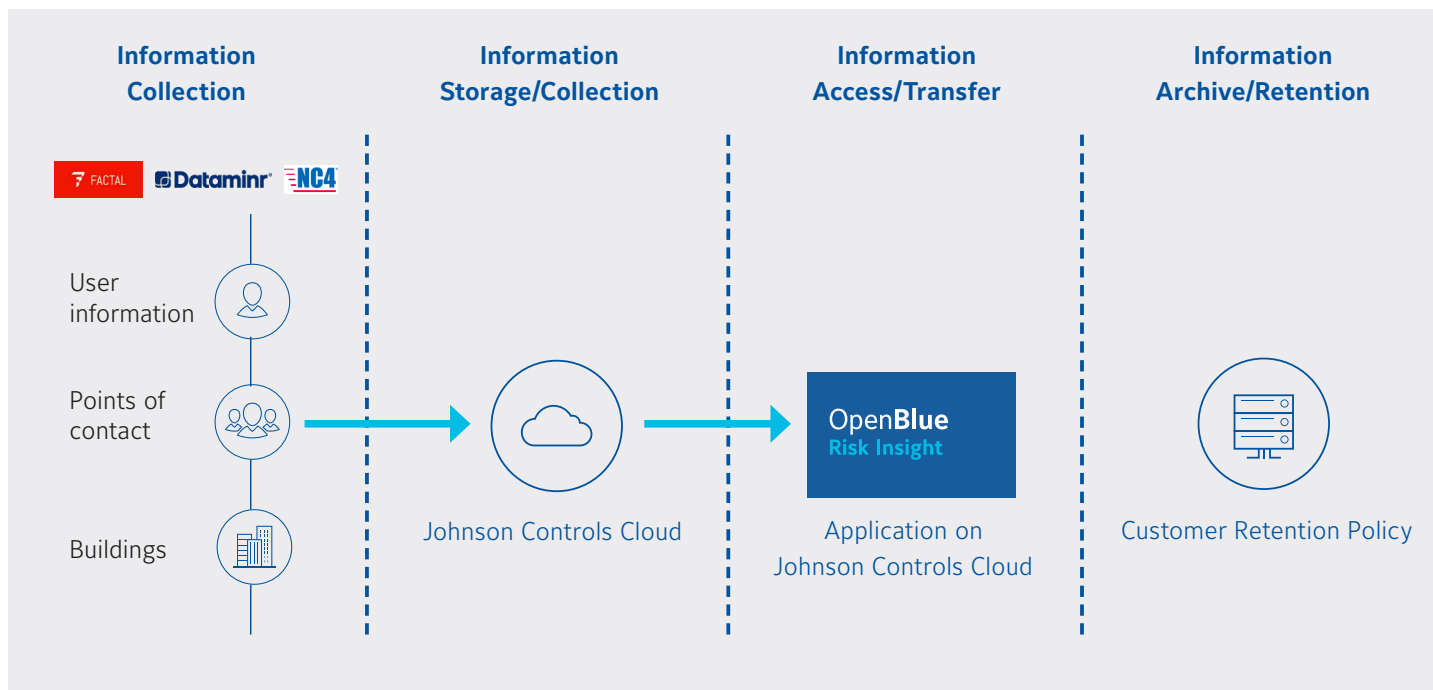 Information
Collection
Information
Storage/Collection
Information
Access/Transfer
Information
Archive/Retention
FACTAL
Dataminr®
NC4
User
information
Points of
contact
Buildings
Johnson Controls Cloud
OpenBlue
Risk Insight
Application on
Johnson Controls Cloud
Customer Retention Policy